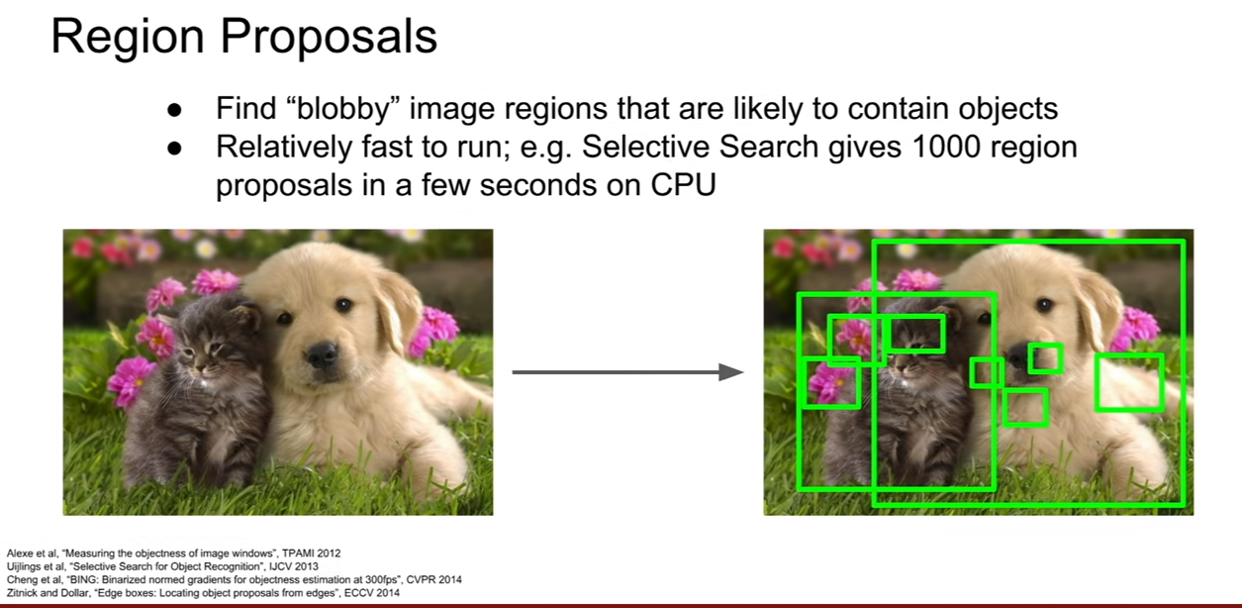 Region Proposals
● Find “blobby” image regions that are likely to contain objects
● Relatively fast to run; e.g. Selective Search gives 1000 region
proposals in a few seconds on CPU
Alexe et al, “Measuring the objectness of image windows”, TPAMI 2012
Uijlings et al, “Selective Search for Object Recognition”, IJCV 2013
Cheng et al, “BING: Binarized normed gradients for objectness estimation at 300fps”, CVPR 2014
Zitnick and Dollar, “Edge boxes: Locating object proposals from edges”, ECCV 2014